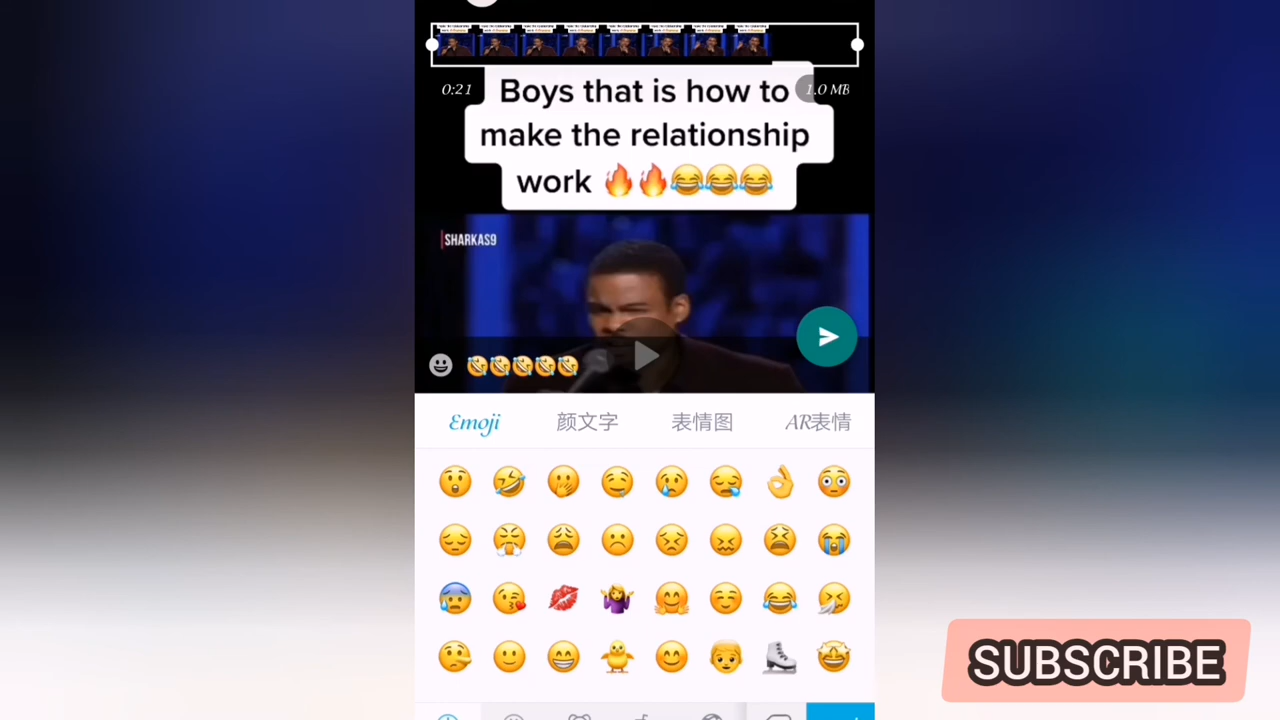 0:21
1.0 MB
Boys that is how to
make the relationship
work 🔥🔥😂😂😂
SHARKAS9
🤣🤣🤣🤣🤣
Emoji 颜文字 表情图 AR表情
SUBSCRIBE